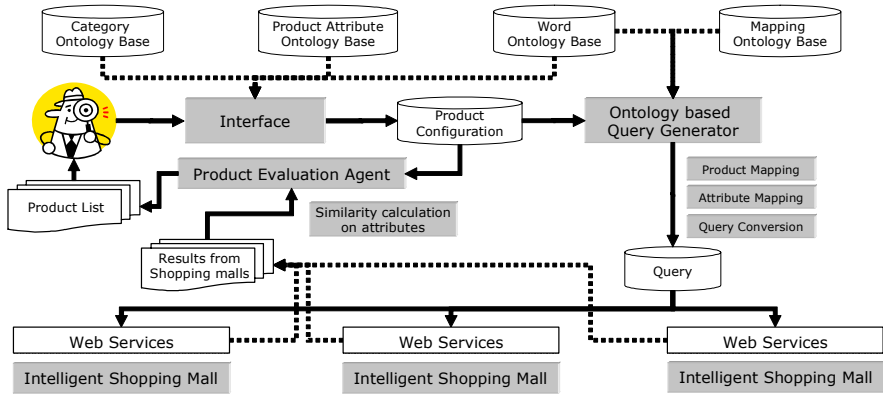 Category
Ontology Base
Product Attribute
Ontology Base
Word
Ontology Base
Mapping
Ontology Base
Interface
Product
Configuration
Ontology based
Query Generator
Product Evaluation Agent
Product Mapping
Product List
Similarity calculation
on attributes
Attribute Mapping
Query Conversion
Results from
Shopping malls
Query
Web Services
Web Services
Web Services
Intelligent Shopping Mall
Intelligent Shopping Mall
Intelligent Shopping Mall